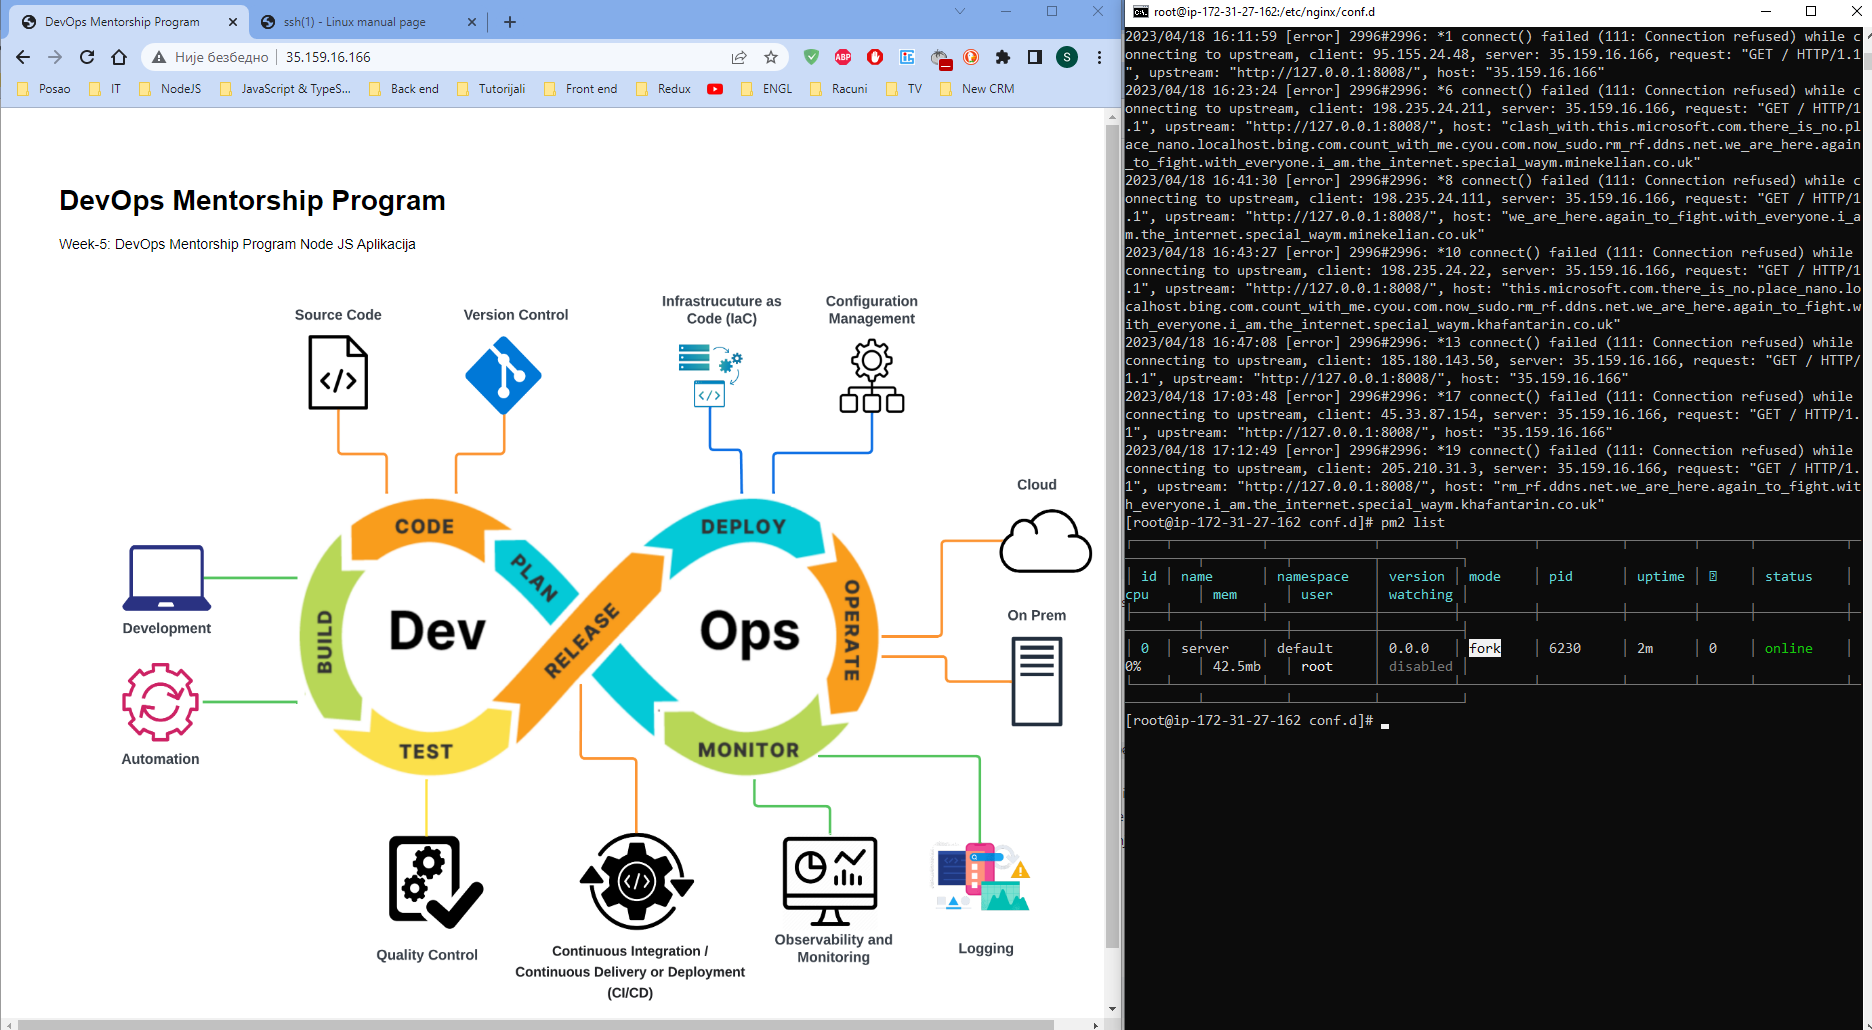 DevOps Mentorship Program
ssh(1) - Linux manual page
Није безбедно
35.159.16.166
ABP
S
Posao
IT
NodeJS
JavaScript & TypeS...
Back end
Tutorijali
Front end
Redux
ENGL
Racuni
TV
New CRM
DevOps Mentorship Program
Week-5: DevOps Mentorship Program Node JS Aplikacija
Source Code
Version Control
Infrastrucuture as
Code (IaC)
Configuration
Management
Cloud
On Prem
Development
Automation
CODE
PLAN
BUILD
TEST
RELEASE
DEPLOY
OPERATE
MONITOR
Dev
Ops
Quality Control
Continuous Integration /
Continuous Delivery or Deployment
(CI/CD)
Observability and
Monitoring
Logging
root@ip-172-31-27-162:/etc/nginx/conf.d
2023/04/18 16:11:59 [error] 2996#2996: *1 connect() failed (111: Connection refused) while c
onnecting to upstream, client: 95.155.24.48, server: 35.159.16.166, request: "GET / HTTP/1.1
", upstream: "http://127.0.0.1:8008/", host: "35.159.16.166"
2023/04/18 16:23:24 [error] 2996#2996: *6 connect() failed (111: Connection refused) while c
onnecting to upstream, client: 198.235.24.211, server: 35.159.16.166, request: "GET / HTTP/1
.1", upstream: "http://127.0.0.1:8008/", host: "clash_with.this.microsoft.com.there_is_no.pl
ace_nano.localhost.bing.com.count_with_me.cyou.com.now_sudo.rm_rf.ddns.net.we_are_here.again
_to_fight.with_everyone.i_am.the_internet.special_waym.minekelian.co.uk"
2023/04/18 16:41:30 [error] 2996#2996: *8 connect() failed (111: Connection refused) while c
onnecting to upstream, client: 198.235.24.111, server: 35.159.16.166, request: "GET / HTTP/1
.1", upstream: "http://127.0.0.1:8008/", host: "we_are_here.again_to_fight.with_everyone.i_a
m.the_internet.special_waym.minekelian.co.uk"
2023/04/18 16:43:27 [error] 2996#2996: *10 connect() failed (111: Connection refused) while
connecting to upstream, client: 198.235.24.22, server: 35.159.16.166, request: "GET / HTTP/1
.1", upstream: "http://127.0.0.1:8008/", host: "this.microsoft.com.there_is_no.place_nano.lo
calhost.bing.com.count_with_me.cyou.com.now_sudo.rm_rf.ddns.net.we_are_here.again_to_fight.w
ith_everyone.i_am.the_internet.special_waym.khafantarin.co.uk"
2023/04/18 16:47:08 [error] 2996#2996: *13 connect() failed (111: Connection refused) while
connecting to upstream, client: 185.180.143.50, server: 35.159.16.166, request: "GET / HTTP/
1.1", upstream: "http://127.0.0.1:8008/", host: "35.159.16.166"
2023/04/18 17:03:48 [error] 2996#2996: *17 connect() failed (111: Connection refused) while
connecting to upstream, client: 45.33.87.154, server: 35.159.16.166, request: "GET / HTTP/1.
1", upstream: "http://127.0.0.1:8008/", host: "35.159.16.166"
2023/04/18 17:12:49 [error] 2996#2996: *19 connect() failed (111: Connection refused) while
connecting to upstream, client: 205.210.31.3, server: 35.159.16.166, request: "GET / HTTP/1.
1", upstream: "http://127.0.0.1:8008/", host: "rm_rf.ddns.net.we_are_here.again_to_fight.wit
h_everyone.i_am.the_internet.special_waym.khafantarin.co.uk"
[root@ip-172-31-27-162 conf.d]# pm2 list
id name namespace version mode pid uptime status
cpu mem user watching
0 server default 0.0.0 fork 6230 2m 0 online
0% 42.5mb root disabled
[root@ip-172-31-27-162 conf.d]#